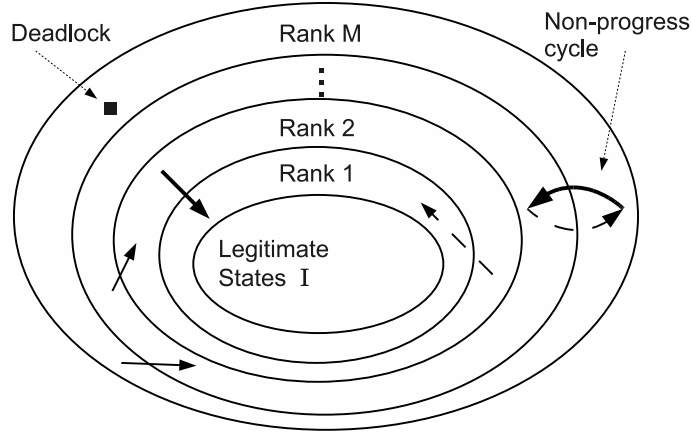 Deadlock
Rank M
Non-progress
cycle
Rank 2
Rank 1
Legitimate
States I